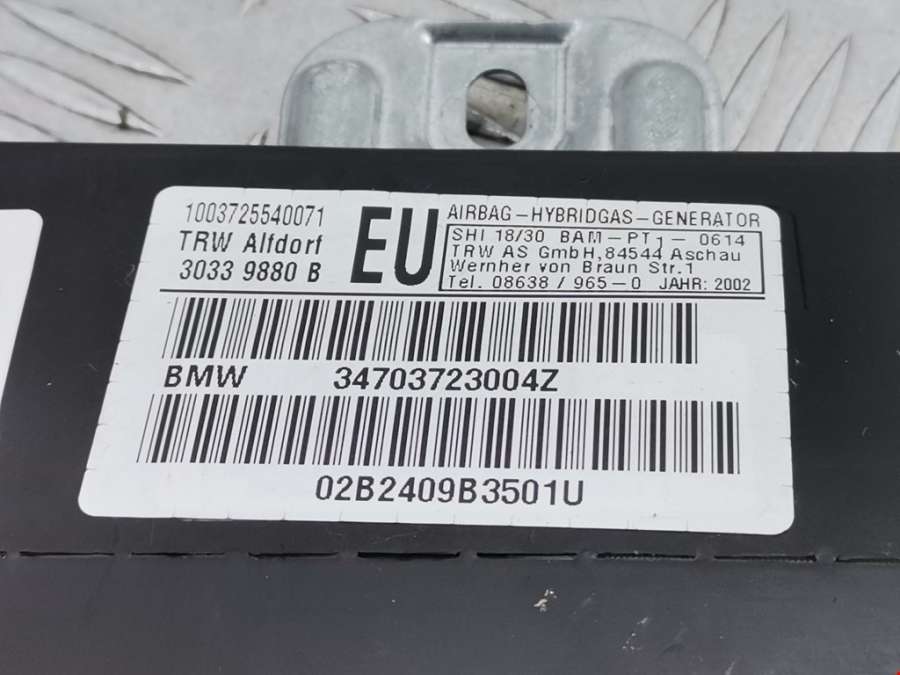 1003725540071
TRW Alfdorf
3033 9880 B
EU
AIRBAG-HYBRIDGAS-GENERATOR
SHI 18/30 BAM-PT1-0614
TRW AS GmbH,84544 Aschau
Wernher von Braun Str.1
Tel. 08638/965-0 JAHR: 2002
BMW 34703723004Z
02B2409B3501U